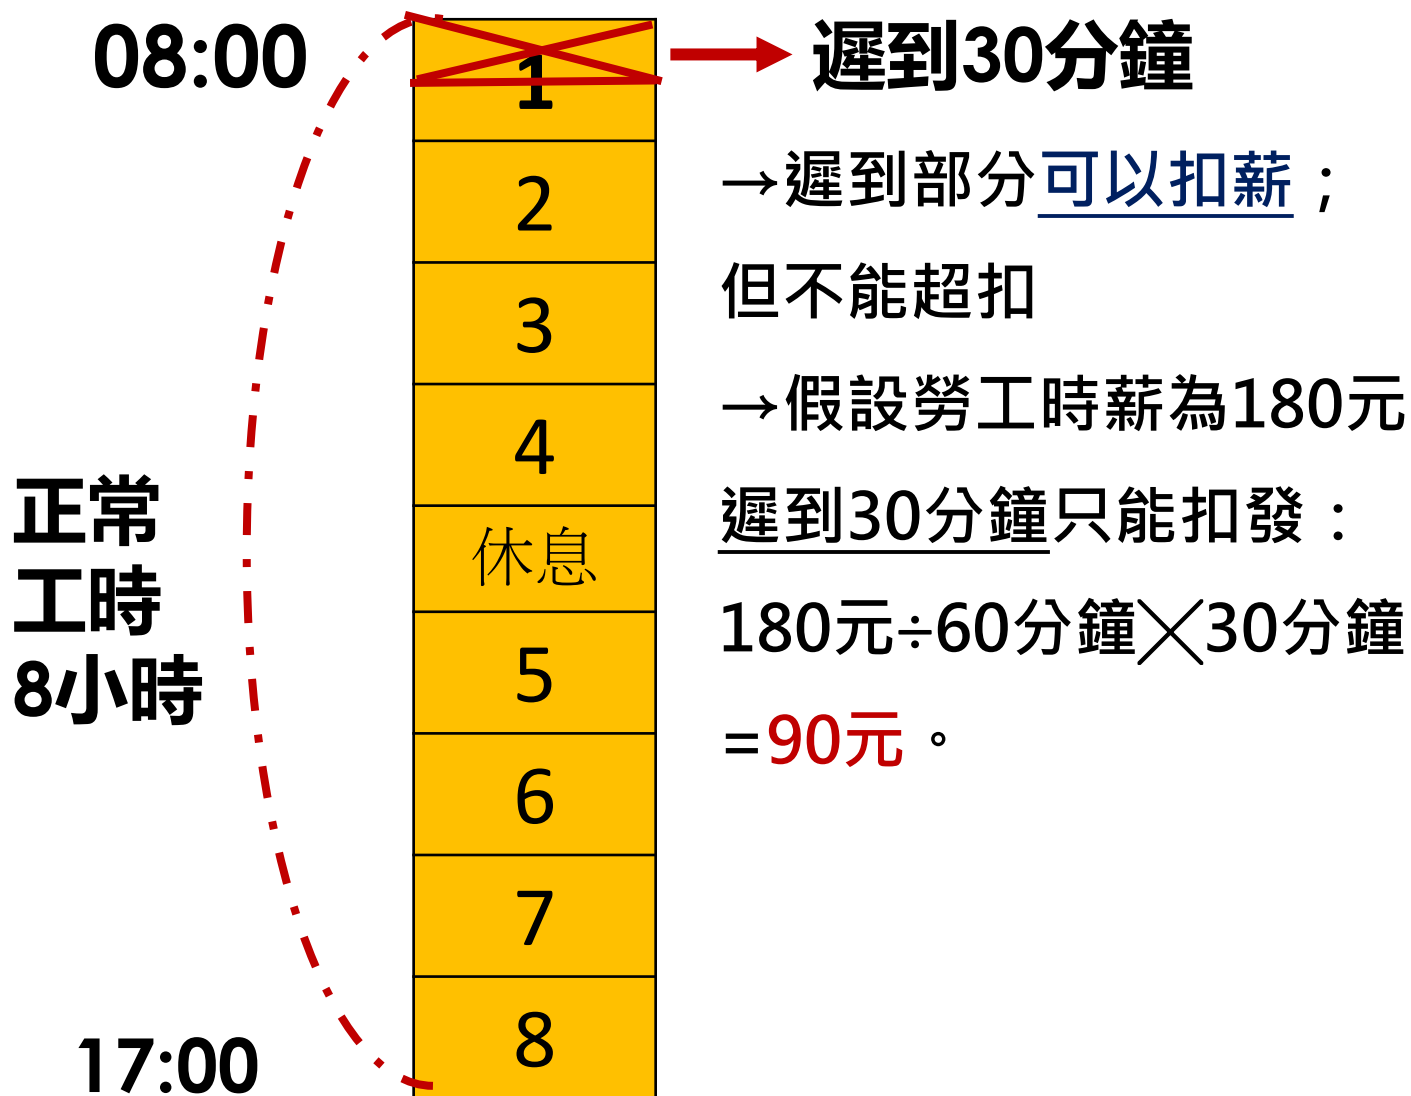 08:00
1
遲到30分鐘
2
→遲到部分可以扣薪；
但不能超扣
3
→假設勞工時薪為180元
4
遲到30分鐘只能扣發：
正常
工時
8小時
休息
180元÷60分鐘╳30分鐘
5
=90元。
6
7
8
17:00